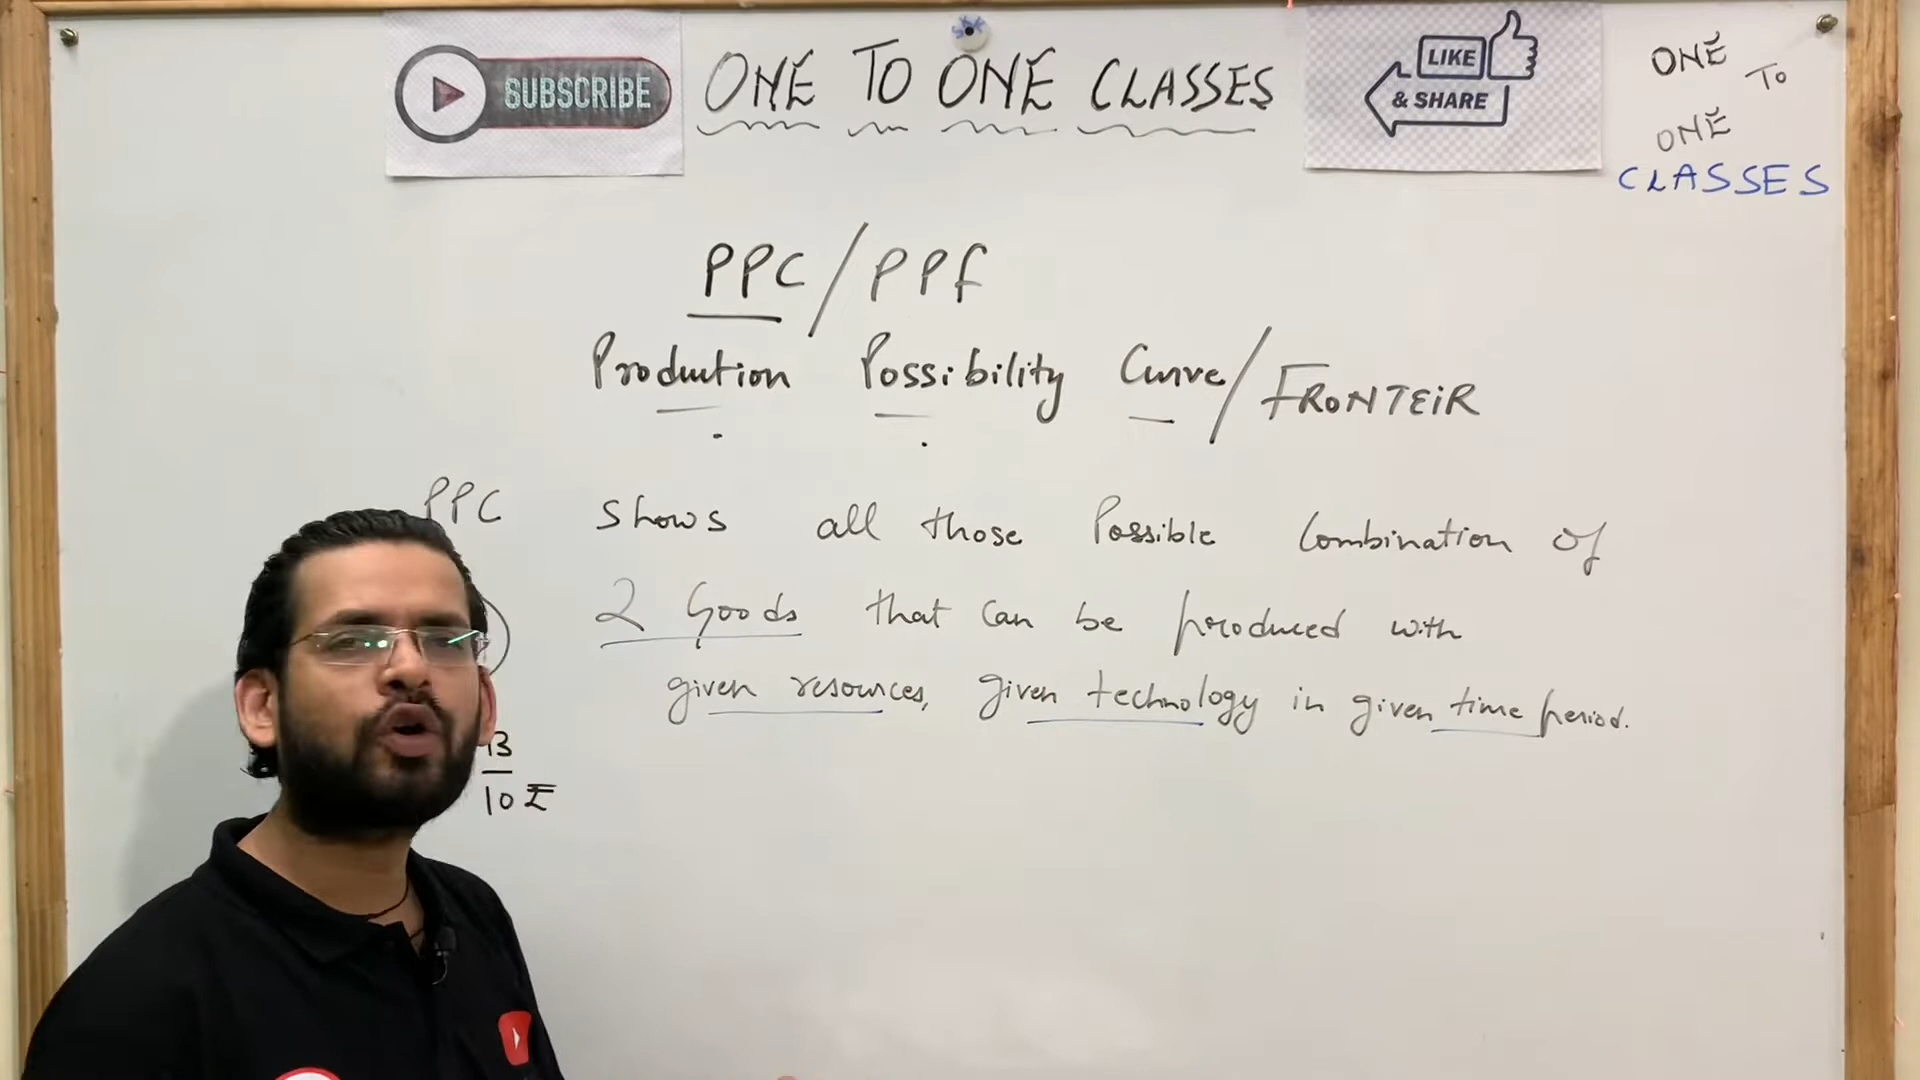 SUBSCRIBE
ONE TO ONE CLASSES
LIKE
& SHARE
ONE TO
ONE
CLASSES
PPC/PPf
Production Possibility Curve/FRONTEiR
PPC shows all those Possible Combination of
2 Goods that can be produced with
given resources, given technology in given time period.
13
10